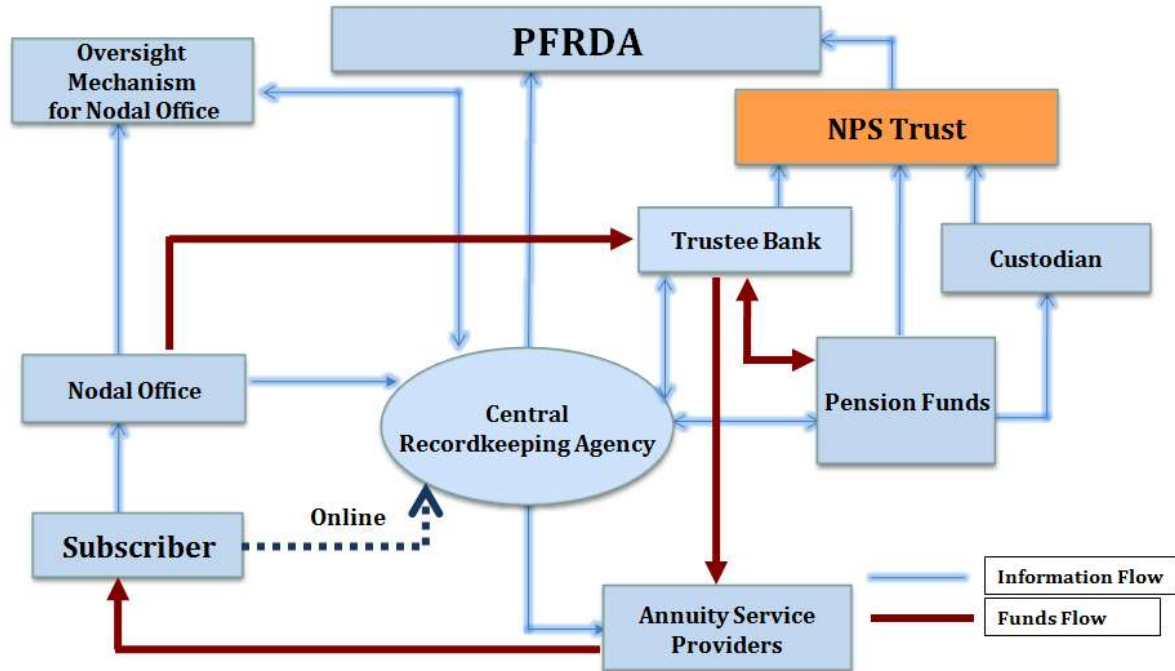 PFRDA
Oversight
Mechanism
for Nodal Office
NPS Trust
Trustee Bank
Custodian
Nodal Office
Central
Recordkeeping Agency
Pension Funds
Online
Subscriber
Annuity Service
Providers
Information Flow
Funds Flow